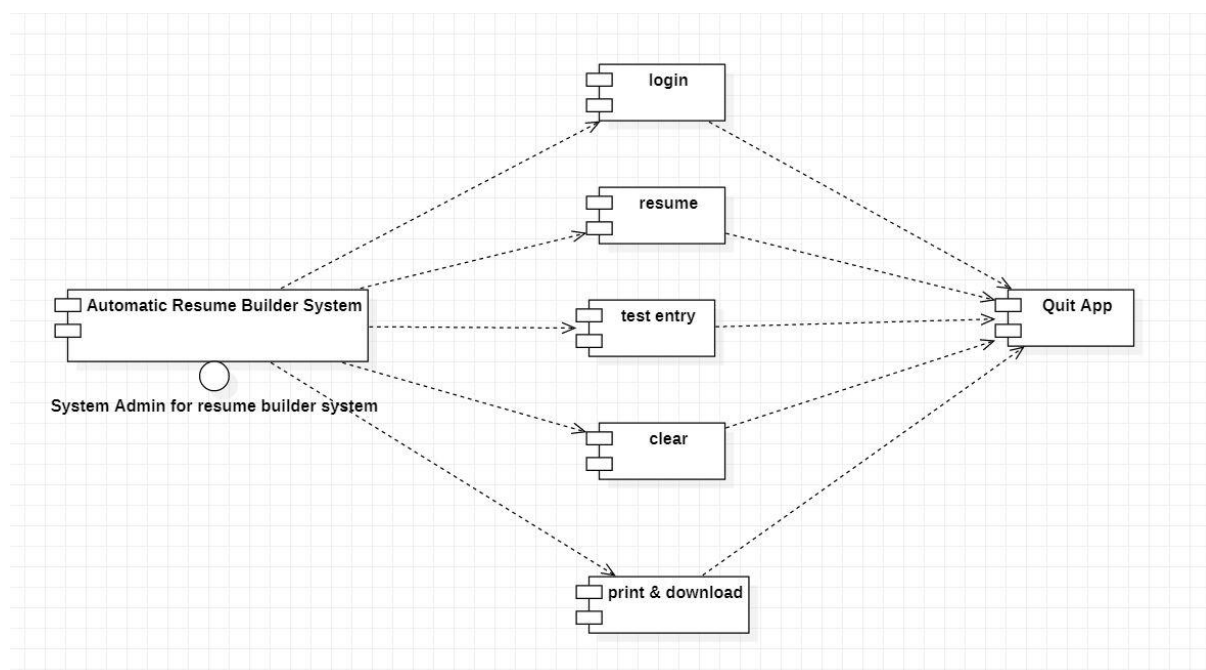 login
resume
Automatic Resume Builder System
test entry
Quit App
System Admin for resume builder system
clear
print & download